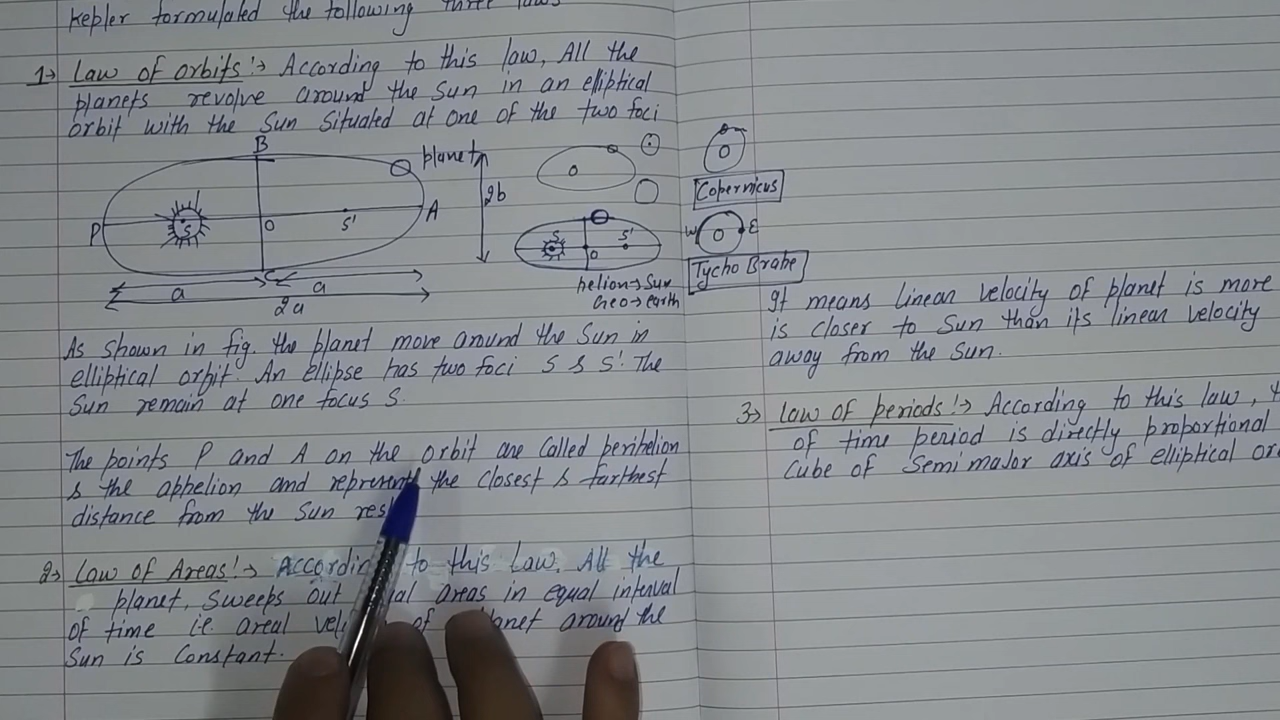 Kepler formulated the following three laws
1→ Law of orbits :→ According to this law, All the
planets revolve around the Sun in an elliptical
orbit with the Sun Situated at one of the two foci
B
planet
P
S
O
S'
A
2b
C
a
a
2a
S
S'
O
helion→Sun
Geo→earth
Copernicus
W
E
Tycho Brahe
As shown in fig. the planet move around the Sun in
elliptical orbit. An ellipse has two foci S & S'. The
Sun remain at one focus S.
The points P and A on the orbit are Called perihelion
& the aphelion and represent the closest & farthest
distance from the Sun res
2→ Law of Areas :→ According to this Law, All the
planet, Sweeps out areas in equal interval
of time i.e. areal of around the
Sun is Constant.
It means linear velocity of planet is more
is closer to Sun than its linear velocity
away from the Sun.
3→ Law of periods :→ According to this law,
of time period is directly proportional
Cube of Semi major axis of elliptical